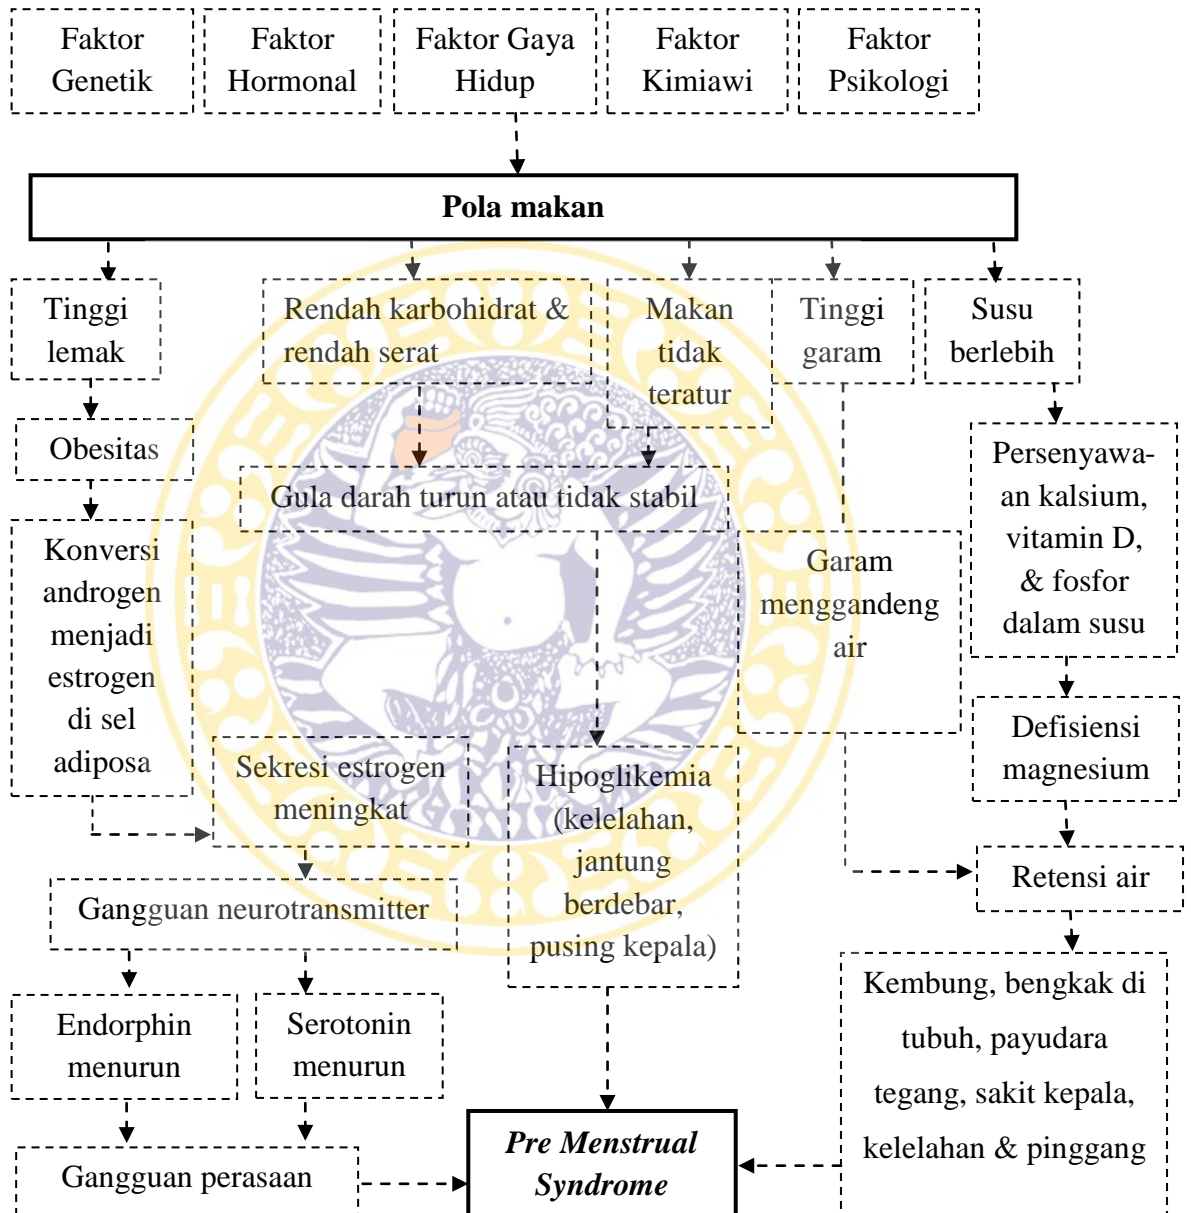 Faktor
Genetik
Faktor
Hormonal
Faktor Gaya
Hidup
Faktor
Kimiawi
Faktor
Psikologi
Pola makan
Tinggi
lemak
Rendah karbohidrat &
rendah serat
Makan
tidak
teratur
Tinggi
garam
Susu
berlebih
Obesitas
Gula darah turun atau tidak stabil
Persenyawa-
an kalsium,
vitamin D,
& fosfor
dalam susu
Konversi
androgen
menjadi
estrogen
di sel
adiposa
Garam
menggandeng
air
Defisiensi
magnesium
Sekresi estrogen
meningkat
Hipoglikemia
(kelelahan,
jantung
berdebar,
pusing kepala)
Retensi air
Gangguan neurotransmitter
Kembung, bengkak di
tubuh, payudara
tegang, sakit kepala,
kelelahan & pinggang
Endorphin
menurun
Serotonin
menurun
Gangguan perasaan
Pre Menstrual
Syndrome